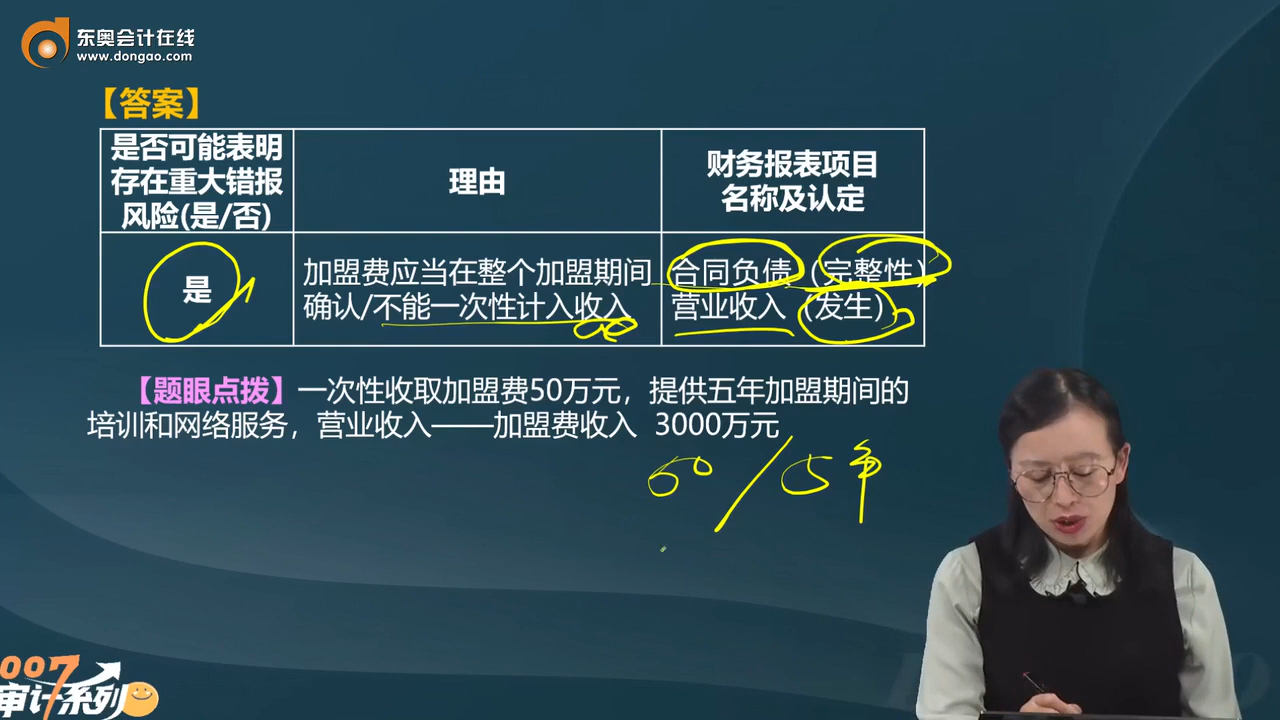 东奥会计在线
www.dongao.com
【答案】
是否可能表明
存在重大错报
风险(是/否)
理由
财务报表项目
名称及认定
是
加盟费应当在整个加盟期间
确认/不能一次性计入收入
合同负债（完整性）
营业收入（发生）
【题眼点拨】一次性收取加盟费50万元，提供五年加盟期间的
培训和网络服务，营业收入——加盟费收入 3000万元
50/5年
007
审计系列